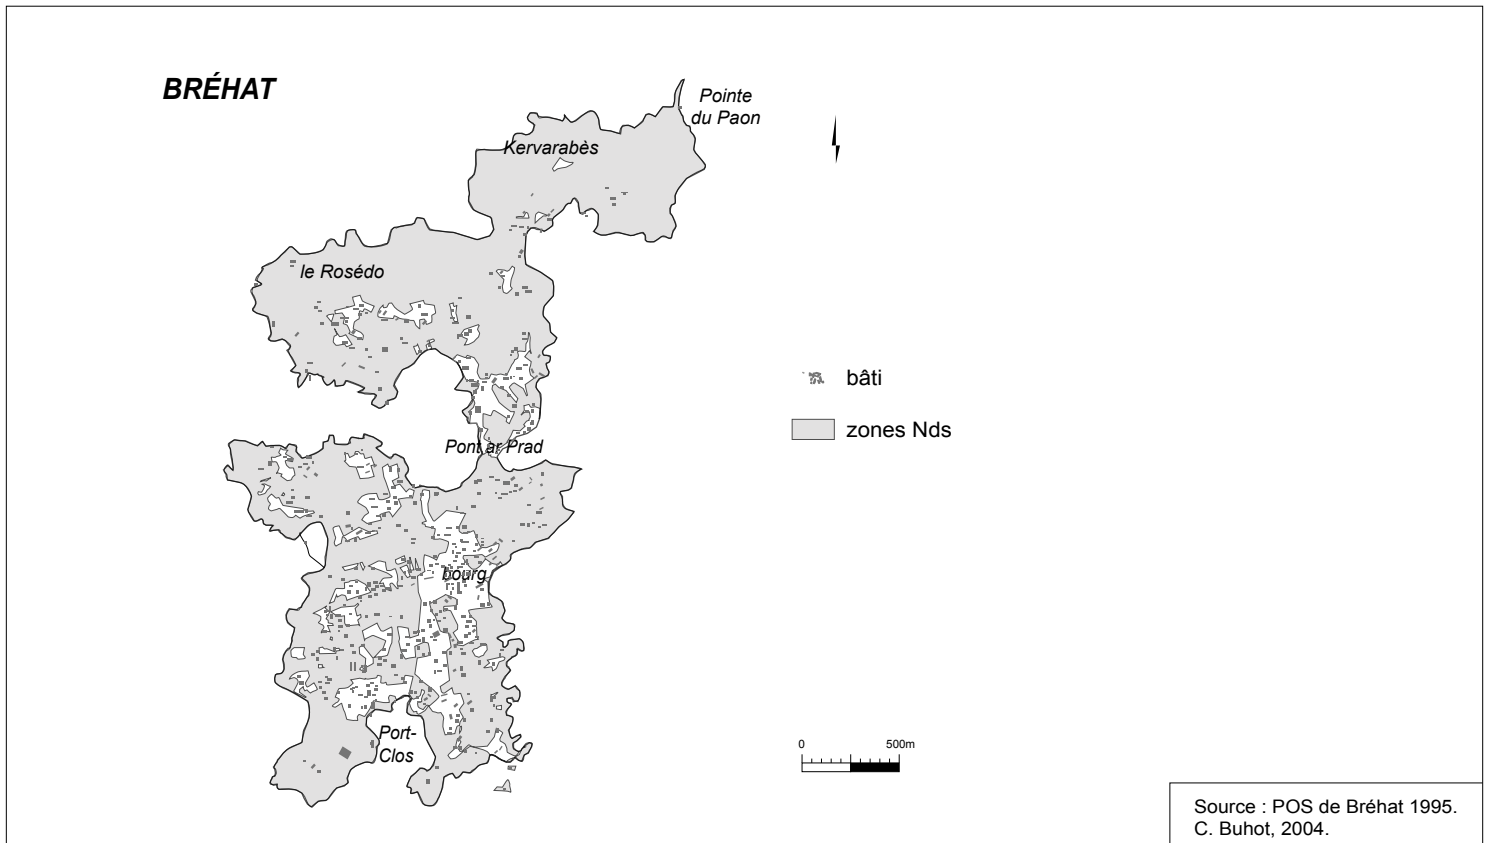 BRÉHAT
Pointe
du Paon
Kervarabès
le Rosédo
bâti
zones Nds
Pont ar Prad
bourg
Port-
Clos
0 500m
Source : POS de Bréhat 1995.
C. Buhot, 2004.